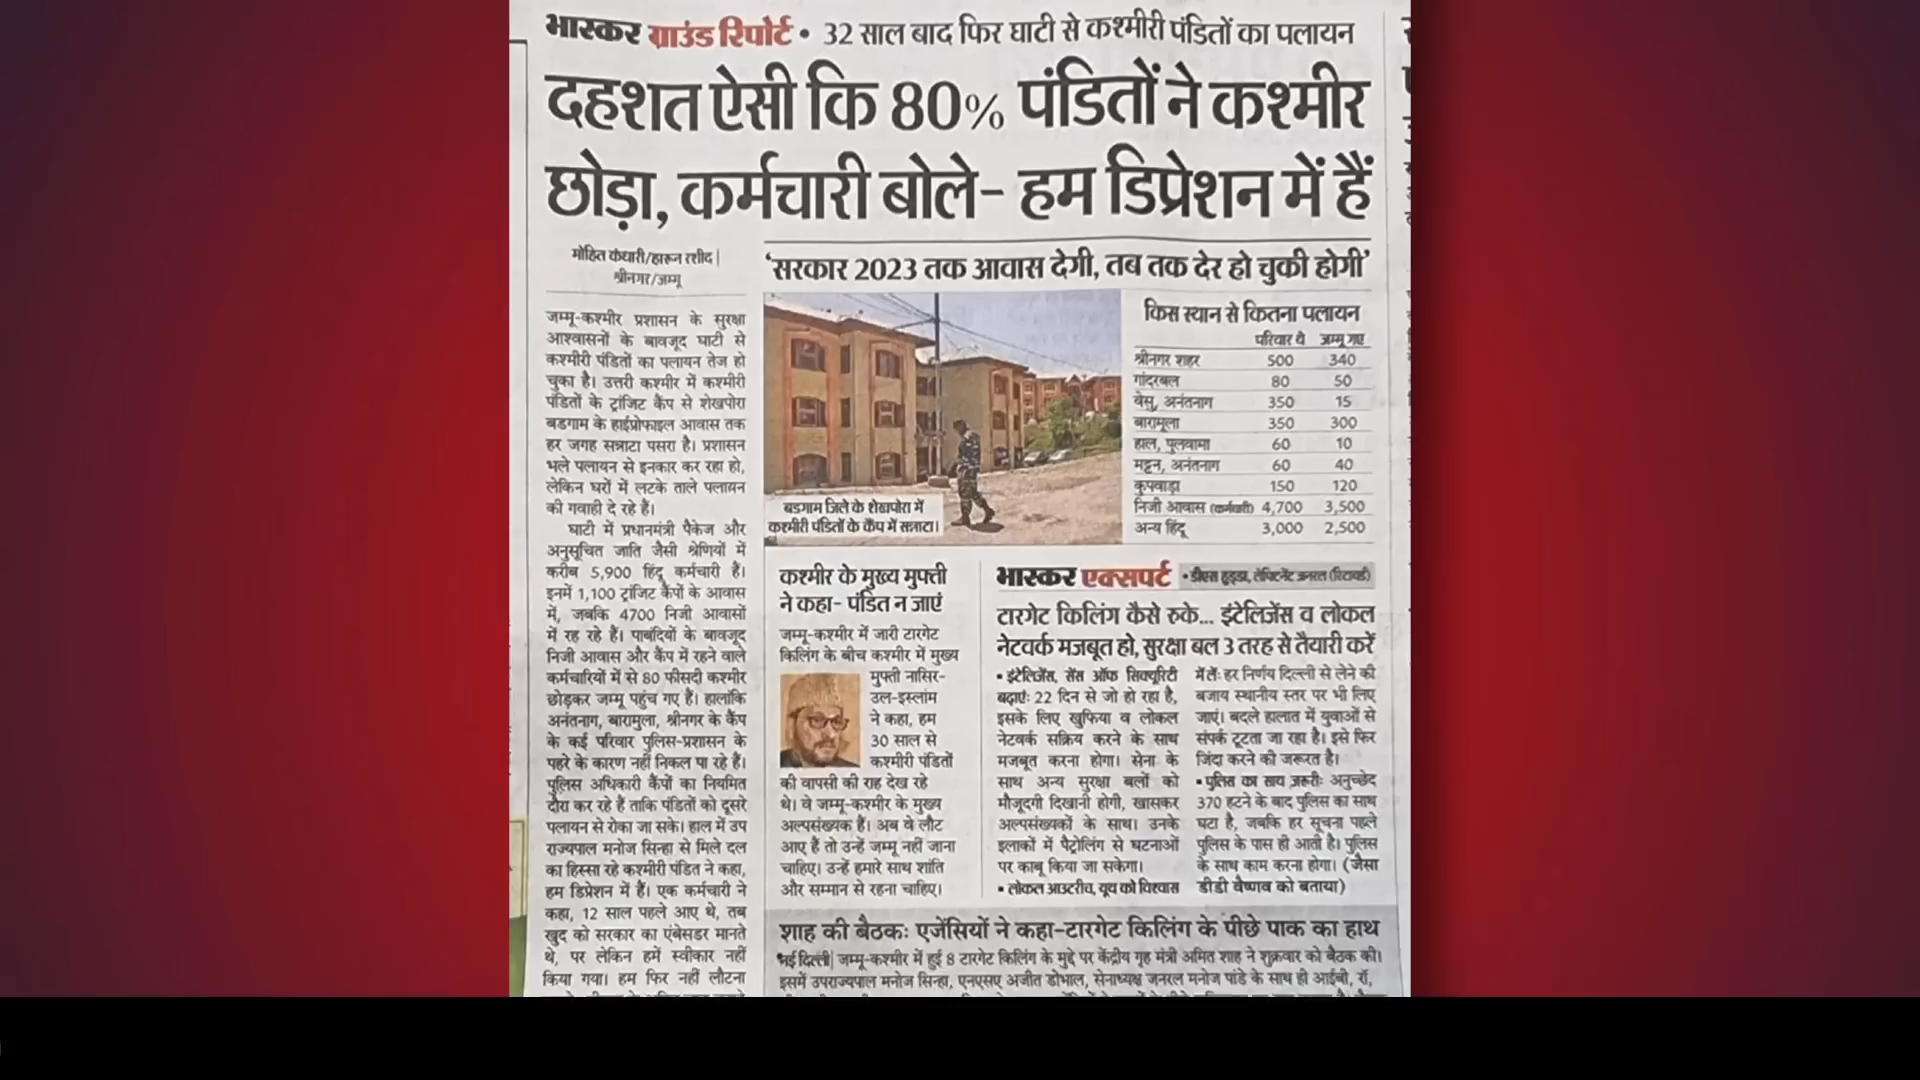 भास्कर ग्राउंड रिपोर्ट • 32 साल बाद फिर घाटी से कश्मीरी पंडितों का पलायन
दहशत ऐसी कि 80% पंडितों ने कश्मीर
छोड़ा, कर्मचारी बोले- हम डिप्रेशन में हैं
मोहित कंधारी/हारून रशीद |
श्रीनगर/जम्मू
जम्मू-कश्मीर प्रशासन के सुरक्षा
आश्वासनों के बावजूद घाटी से
कश्मीरी पंडितों का पलायन तेज हो
चुका है। उत्तरी कश्मीर में कश्मीरी
पंडितों के ट्रांजिट कैंप से शेखपोरा
बडगाम के हाईप्रोफाइल आवास तक
हर जगह सन्नाटा पसरा है। प्रशासन
भले पलायन से इनकार कर रहा हो,
लेकिन घरों में लटके ताले पलायन
की गवाही दे रहे हैं।
घाटी में प्रधानमंत्री पैकेज और
अनुसूचित जाति जैसी श्रेणियों में
करीब 5,900 हिंदू कर्मचारी हैं।
इनमें 1,100 ट्रांजिट कैंपों के आवास
में, जबकि 4700 निजी आवासों
में रह रहे हैं। पाबंदियों के बावजूद
निजी आवास और कैंप में रहने वाले
कर्मचारियों में से 80 फीसदी कश्मीर
छोड़कर जम्मू पहुंच गए हैं। हालांकि
अनंतनाग, बारामुला, श्रीनगर के कैंप
के कई परिवार पुलिस-प्रशासन के
पहरे के कारण नहीं निकल पा रहे हैं।
पुलिस अधिकारी कैंपों का नियमित
दौरा कर रहे हैं ताकि पंडितों को दूसरे
पलायन से रोका जा सके। हाल में उप
राज्यपाल मनोज सिन्हा से मिले दल
का हिस्सा रहे कश्मीरी पंडित ने कहा,
हम डिप्रेशन में हैं। एक कर्मचारी ने
कहा, 12 साल पहले आए थे, तब
खुद को सरकार का एंबेसडर मानते
थे, पर लेकिन हमें स्वीकार नहीं
किया गया। हम फिर नहीं लौटना
'सरकार 2023 तक आवास देगी, तब तक देर हो चुकी होगी'
बडगाम जिले के शेखपोरा में
कश्मीरी पंडितों के कैंप में सन्नाटा।
किस स्थान से कितना पलायन
परिवार थे जम्मू गए
श्रीनगर शहर 500 340
गांदरबल 80 50
वेसु, अनंतनाग 350 15
बारामूला 350 300
हाल, पुलवामा 60 10
मट्टन, अनंतनाग 60 40
कुपवाड़ा 150 120
निजी आवास (कर्मचारी) 4,700 3,500
अन्य हिंदू 3,000 2,500
कश्मीर के मुख्य मुफ्ती
ने कहा- पंडित न जाएं
जम्मू-कश्मीर में जारी टारगेट
किलिंग के बीच कश्मीर में मुख्य
मुफ्ती नासिर-
उल-इस्लाम
ने कहा, हम
30 साल से
कश्मीरी पंडितों
की वापसी की राह देख रहे
थे। वे जम्मू-कश्मीर के मुख्य
अल्पसंख्यक हैं। अब वे लौट
आए हैं तो उन्हें जम्मू नहीं जाना
चाहिए। उन्हें हमारे साथ शांति
और सम्मान से रहना चाहिए।
भास्कर एक्सपर्ट • डीएस हुड्डा, लेफ्टिनेंट जनरल (रिटायर्ड)
टारगेट किलिंग कैसे रुके... इंटेलिजेंस व लोकल
नेटवर्क मजबूत हो, सुरक्षा बल 3 तरह से तैयारी करें
• इंटेलिजेंस, सेंस ऑफ सिक्यूरिटी
बढ़ाएं: 22 दिन से जो हो रहा है,
इसके लिए खुफिया व लोकल
नेटवर्क सक्रिय करने के साथ
मजबूत करना होगा। सेना के
साथ अन्य सुरक्षा बलों को
मौजूदगी दिखानी होगी, खासकर
अल्पसंख्यकों के साथ। उनके
इलाकों में पैट्रोलिंग से घटनाओं
पर काबू किया जा सकेगा।
• लोकल आउटरीच, यूथ को विश्वास
में लें: हर निर्णय दिल्ली से लेने की
बजाय स्थानीय स्तर पर भी लिए
जाएं। बदले हालात में युवाओं से
संपर्क टूटता जा रहा है। इसे फिर
जिंदा करने की जरूरत है।
• पुलिस का साथ जरूरी: अनुच्छेद
370 हटने के बाद पुलिस का साथ
घटा है, जबकि हर सूचना पहले
पुलिस के पास ही आती है। पुलिस
के साथ काम करना होगा। (जैसा
डीडी वैष्णव को बताया)
शाह की बैठक: एजेंसियों ने कहा-टारगेट किलिंग के पीछे पाक का हाथ
नई दिल्ली| जम्मू-कश्मीर में हुई 8 टारगेट किलिंग के मुद्दे पर केंद्रीय गृह मंत्री अमित शाह ने शुक्रवार को बैठक की।
इसमें उपराज्यपाल मनोज सिन्हा, एनएसए अजीत डोभाल, सेनाध्यक्ष जनरल मनोज पांडे के साथ ही आईबी, रॉ,